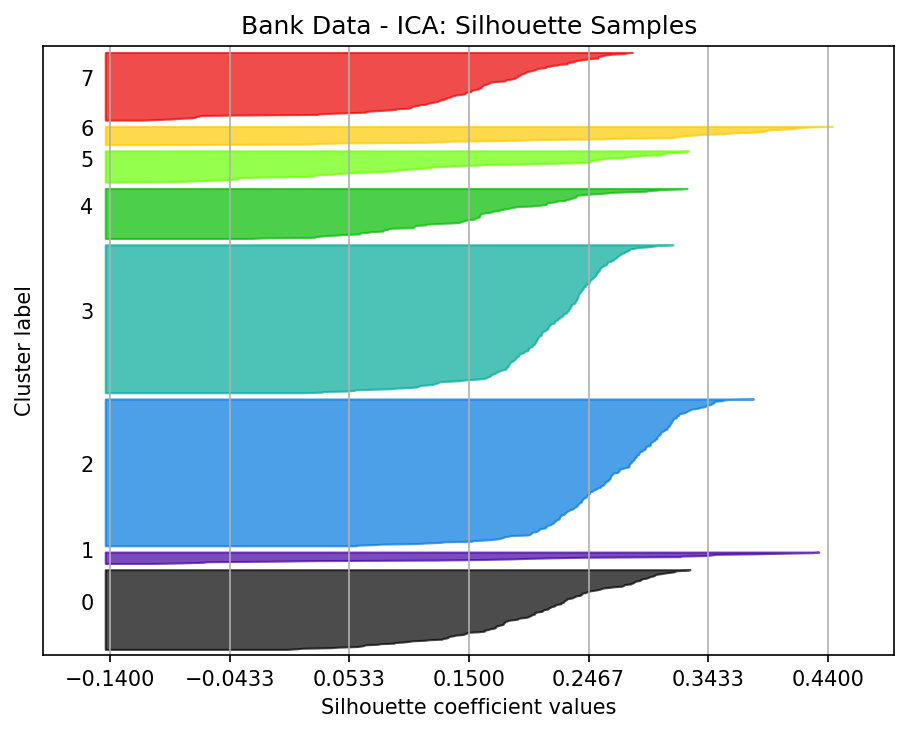 Bank Data - ICA: Silhouette Samples
7
6
5
4
3
2
1
0
Cluster label
−0.1400 −0.0433 0.0533 0.1500 0.2467 0.3433 0.4400
Silhouette coefficient values